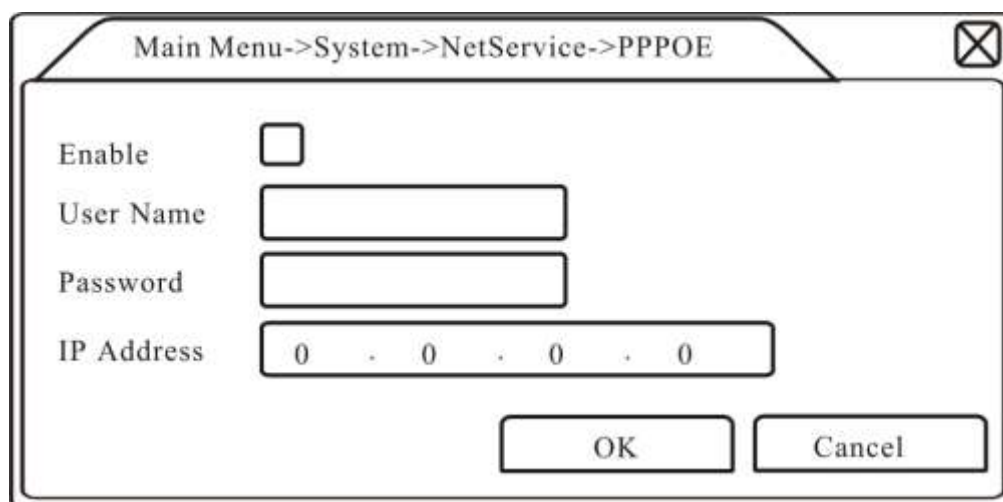 Main Menu->System->NetService->PPPOE
Enable
User Name
Password
IP Address 0 . 0 . 0 . 0
OK Cancel